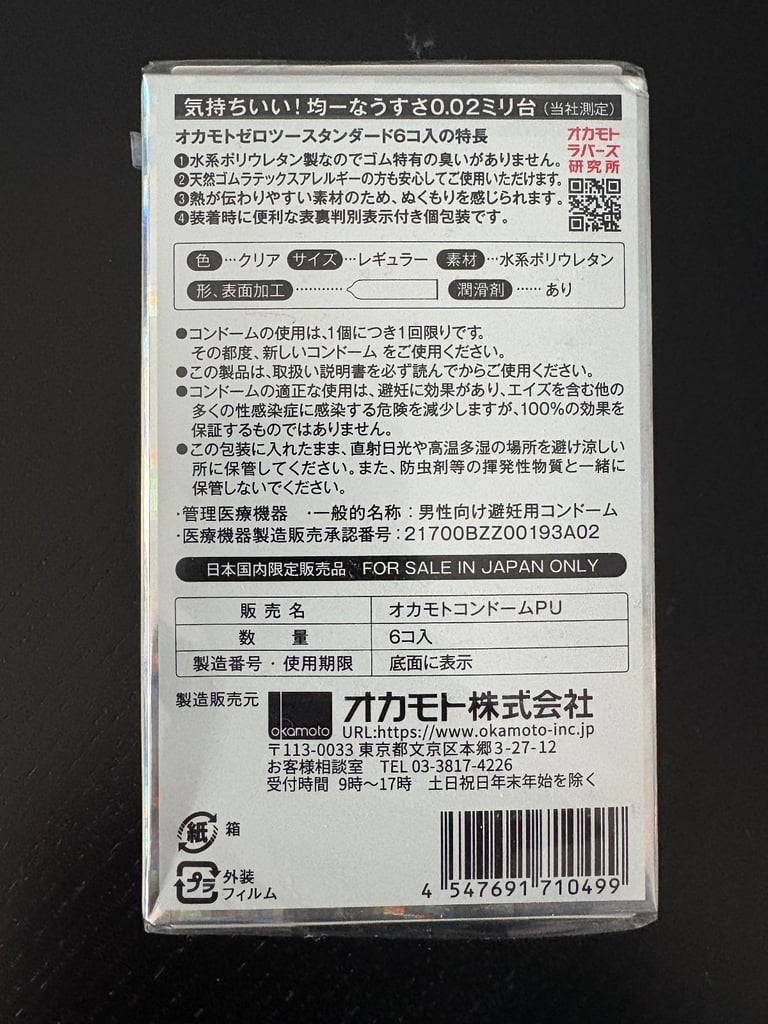 気持ちいい!均一なうすさ0.02ミリ台(当社測定)
オカモトゼロツースタンダード6コ入の特長
❶水系ポリウレタン製なのでゴム特有の臭いがありません。
❷天然ゴムラテックスアレルギーの方も安心してご使用いただけます。
❸熱が伝わりやすい素材のため、ぬくもりを感じられます。
❹装着時に便利な表裏判別表示付き個包装です。
オカモト
ラバーズ
研究所
色…クリア サイズ…レギュラー 素材…水系ポリウレタン
形、表面加工………… 潤滑剤……あり
●コンドームの使用は、1個につき1回限りです。
その都度、新しいコンドームをご使用ください。
●この製品は、取扱い説明書を必ず読んでからご使用ください。
●コンドームの適正な使用は、避妊に効果があり、エイズを含む他の
多くの性感染症に感染する危険を減少しますが、100%の効果を
保証するものではありません。
●この包装に入れたまま、直射日光や高温多湿の場所を避け涼しい
所に保管してください。また、防虫剤等の揮発性物質と一緒に
保管しないでください。
・管理医療機器 ・一般的名称:男性向け避妊用コンドーム
・医療機器製造販売承認番号:21700BZZ00193A02
日本国内限定販売品 FOR SALE IN JAPAN ONLY
販売名 オカモトコンドームPU
数量 6コ入
製造番号・使用期限 底面に表示
製造販売元 okamoto オカモト株式会社
URL:https://www.okamoto-inc.jp
〒113-0033 東京都文京区本郷3-27-12
お客様相談室 TEL 03-3817-4226
受付時間 9時〜17時 土日祝日年末年始を除く
紙 箱
プラ 外装
フィルム
4 547691 710499